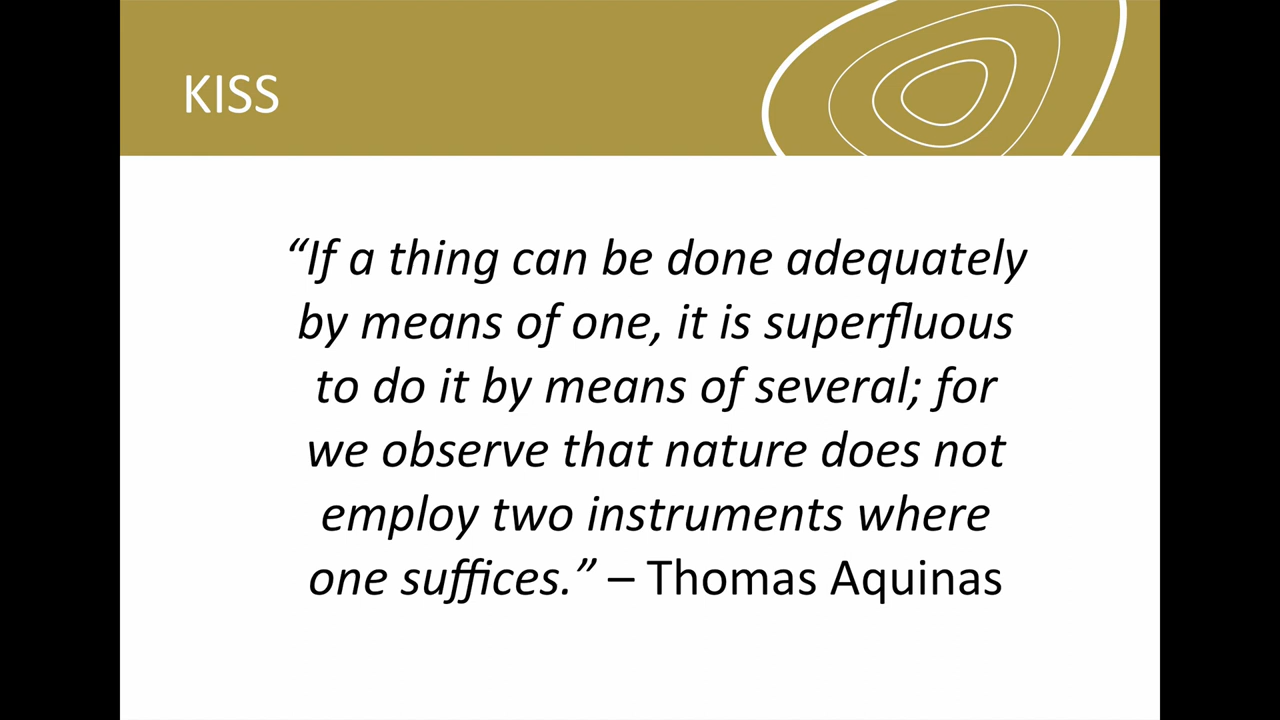 KISS
“If a thing can be done adequately
by means of one, it is superfluous
to do it by means of several; for
we observe that nature does not
employ two instruments where
one suffices.” – Thomas Aquinas